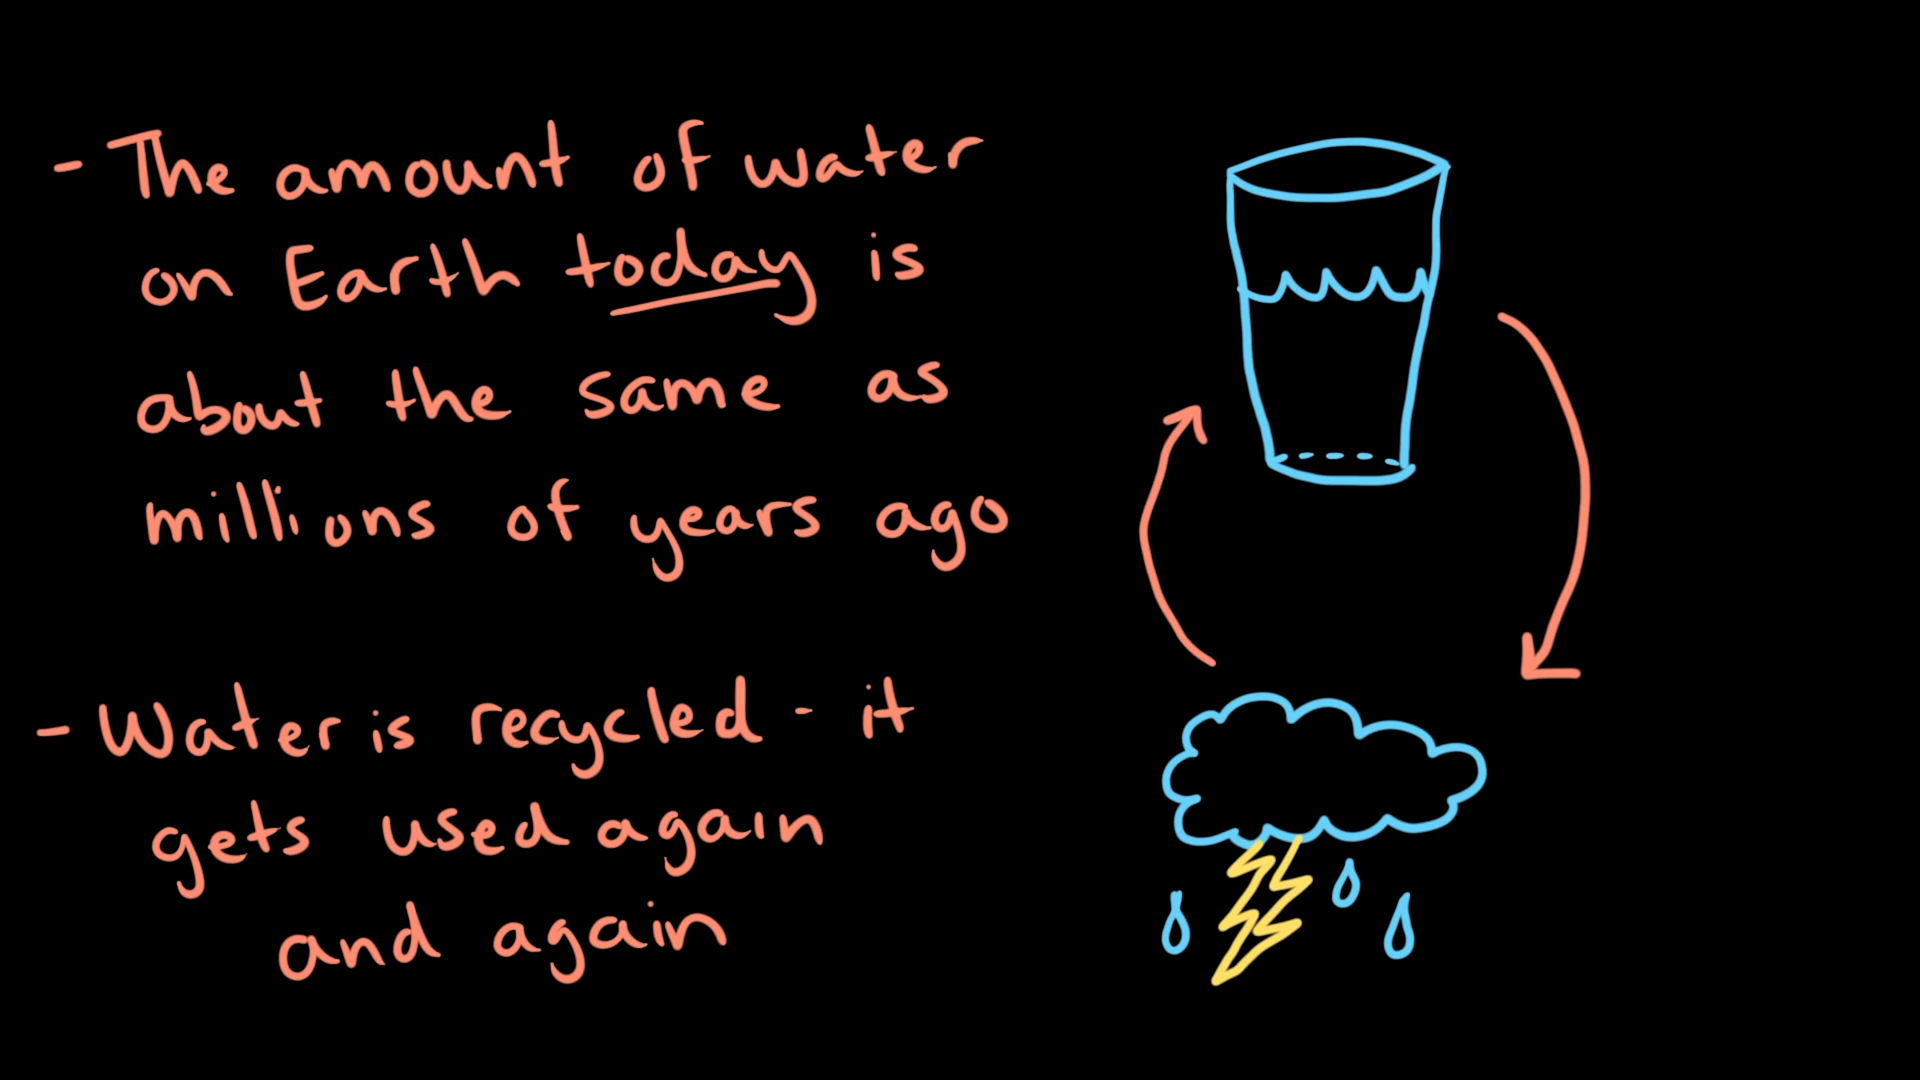 - The amount of water
on Earth today is
about the same as
millions of years ago
- Water is recycled - it
gets used again
and again